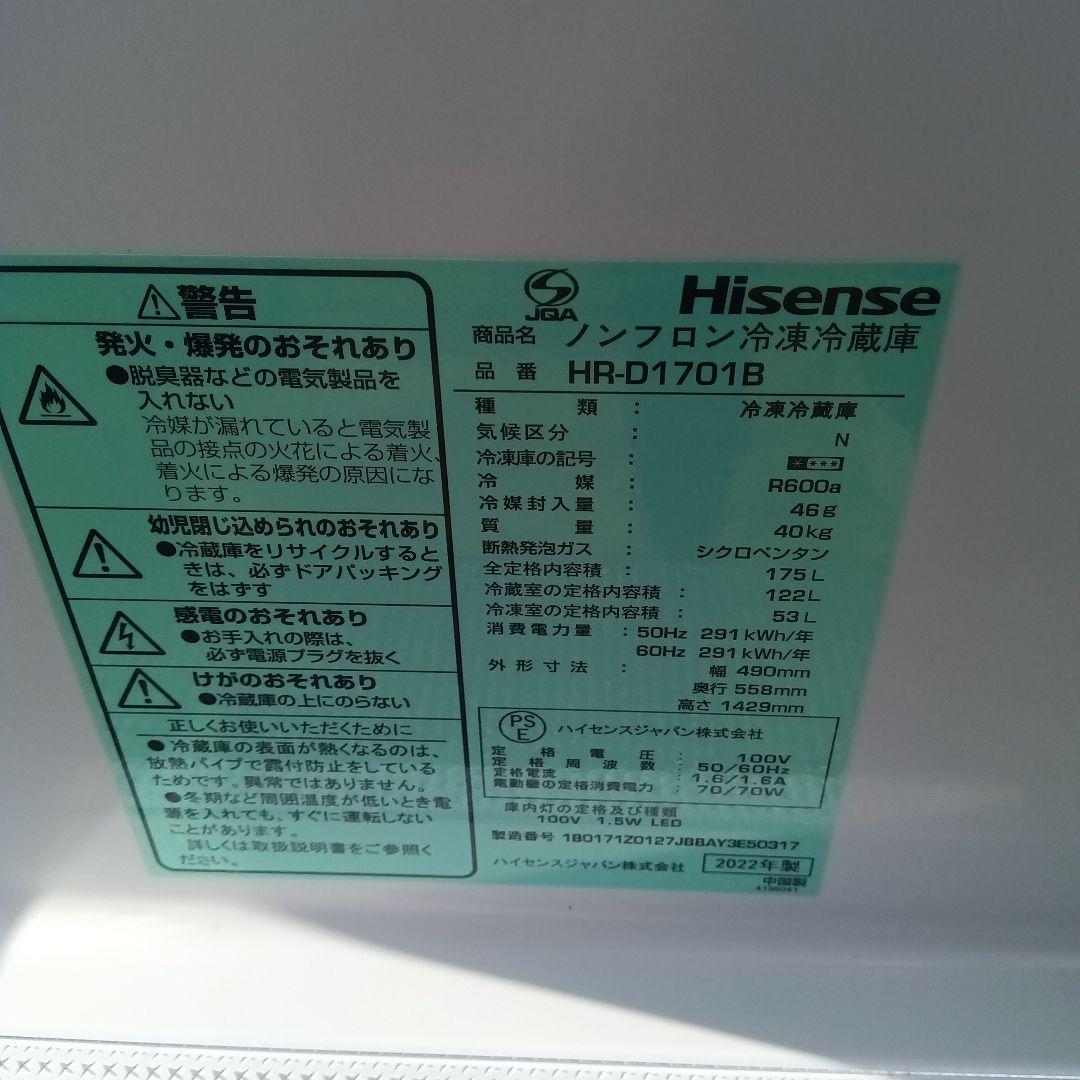 警告
発火・爆発のおそれあり
●脱臭器などの電気製品を
入れない
冷媒が漏れていると電気製
品の接点の火花による着火、
着火による爆発の原因にな
ります。
幼児閉じ込められのおそれあり
●冷蔵庫をリサイクルすると
きは、必ずドアパッキング
をはずす
感電のおそれあり
●お手入れの際は、
必ず電源プラグを抜く
けがのおそれあり
●冷蔵庫の上にのらない
正しくお使いいただくために
●冷蔵庫の表面が熱くなるのは、
放熱パイプで露付防止をしている
ためです。異常ではありません。
●冬期など周囲温度が低いとき電
源を入れても、すぐに運転しない
ことがあります。
詳しくは取扱説明書をご参照く
ださい。
JQA
Hisense
商品名 ノンフロン冷凍冷蔵庫
品番 HR-D1701B
種類 : 冷凍冷蔵庫
気候区分 : N
冷凍庫の記号 : * ***
冷媒 : R600a
冷媒封入量 : 46g
質量 : 40kg
断熱発泡ガス : シクロペンタン
全定格内容積 : 175L
冷蔵室の定格内容積 : 122L
冷凍室の定格内容積 : 53L
消費電力量 : 50Hz 291kWh/年
60Hz 291kWh/年
外形寸法 : 幅 490mm
奥行 558mm
高さ 1429mm
PSE ハイセンスジャパン株式会社
定格電圧 : 100V
定格周波数 : 50/60Hz
定格電流 : 1.6/1.6A
電動機の定格消費電力 : 70/70W
庫内灯の定格及び種類
100V 1.5W LED
製造番号 1B0171Z0127JBBAY3E50317
ハイセンスジャパン株式会社 2022年製
中国製